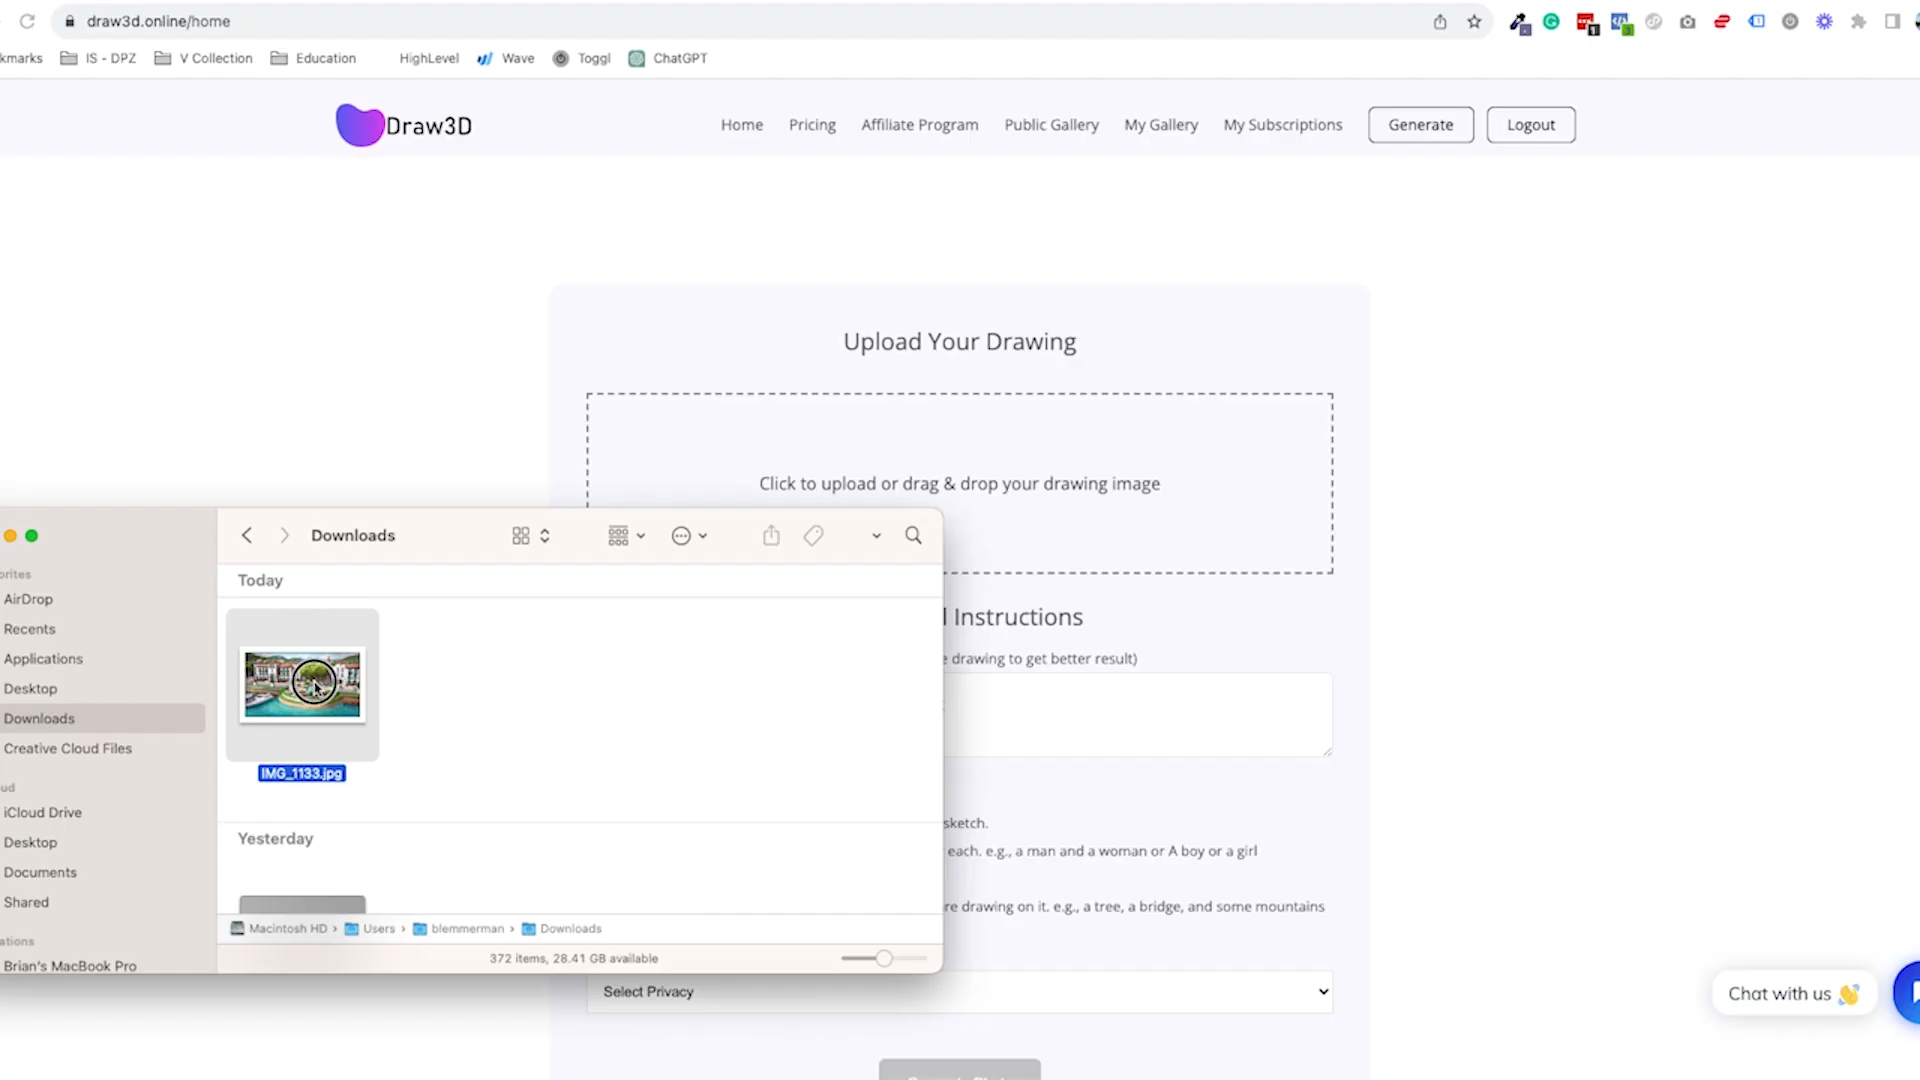 draw3d.online/home
kmarks IS - DPZ V Collection Education HighLevel Wave Toggl ChatGPT
Draw3D
Home Pricing Affiliate Program Public Gallery My Gallery My Subscriptions Generate Logout
Upload Your Drawing
Click to upload or drag & drop your drawing image
Downloads
Today
IMG_1133.jpg
Yesterday
orites
AirDrop
Recents
Applications
Desktop
Downloads
Creative Cloud Files
ud
iCloud Drive
Desktop
Documents
Shared
ations
Brian's MacBook Pro
Macintosh HD › Users › blemmerman › Downloads
372 items, 28.41 GB available
l Instructions
e drawing to get better result)
sketch.
each. e.g., a man and a woman or A boy or a girl
re drawing on it. e.g., a tree, a bridge, and some mountains
Select Privacy
Chat with us 👋